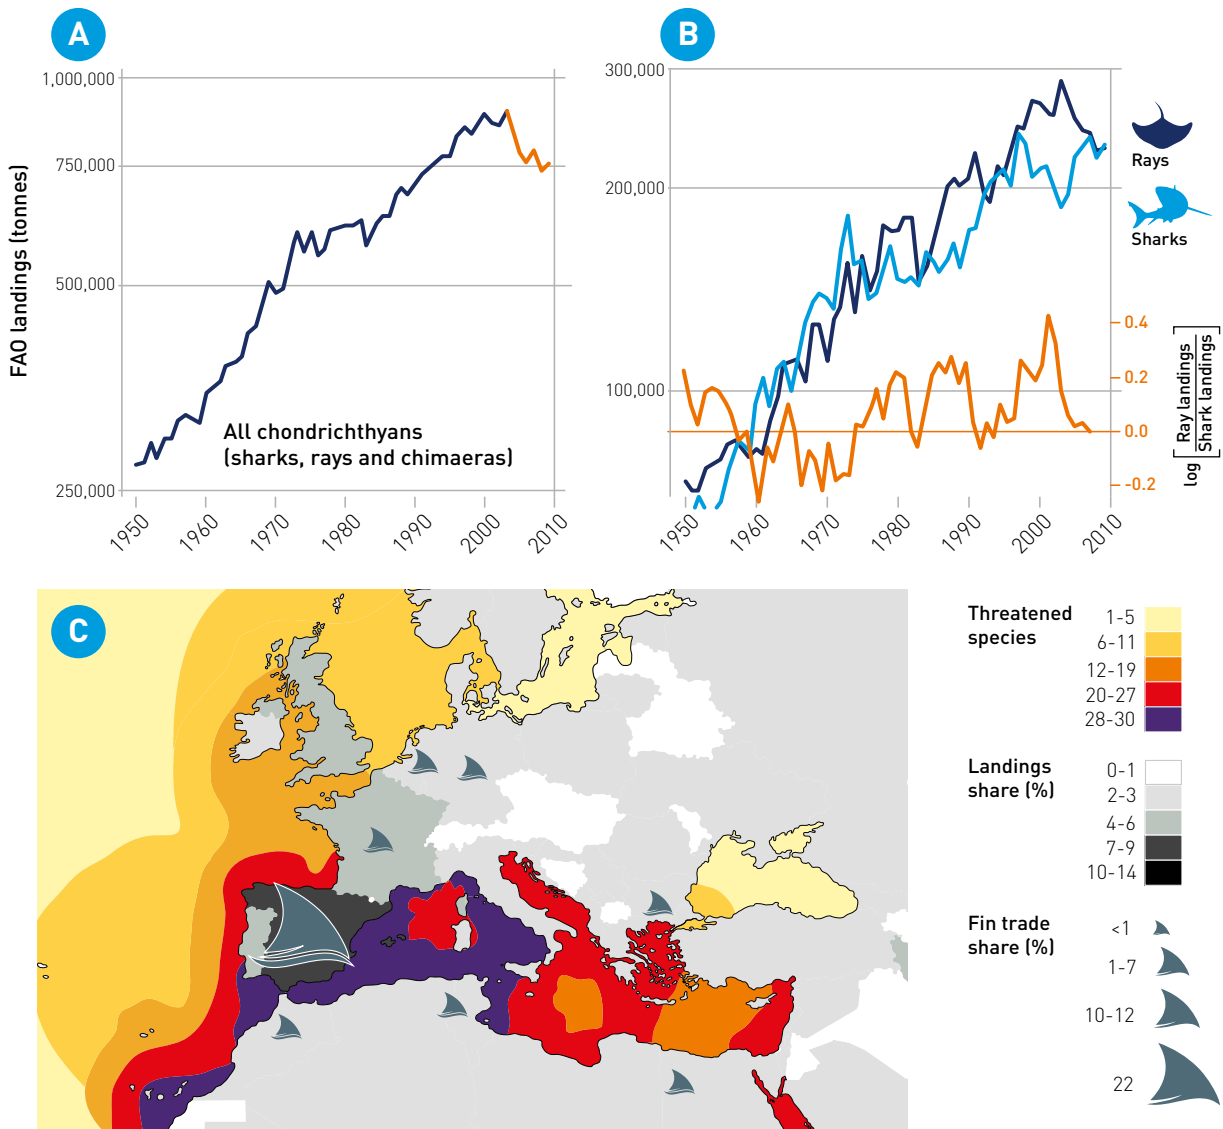 A
FAO landings (tonnes)
1,000,000
750,000
500,000
250,000
All chondrichthyans
(sharks, rays and chimaeras)
1950
1960
1970
1980
1990
2000
2010
B
300,000
200,000
100,000
Rays
Sharks
0.4
0.2
0.0
-0.2
log
Ray landings
Shark landings
1950
1960
1970
1980
1990
2000
2010
C
Threatened
species
1-5
6-11
12-19
20-27
28-30
Landings
share (%)
0-1
2-3
4-6
7-9
10-14
Fin trade
share (%)
<1
1-7
10-12
22